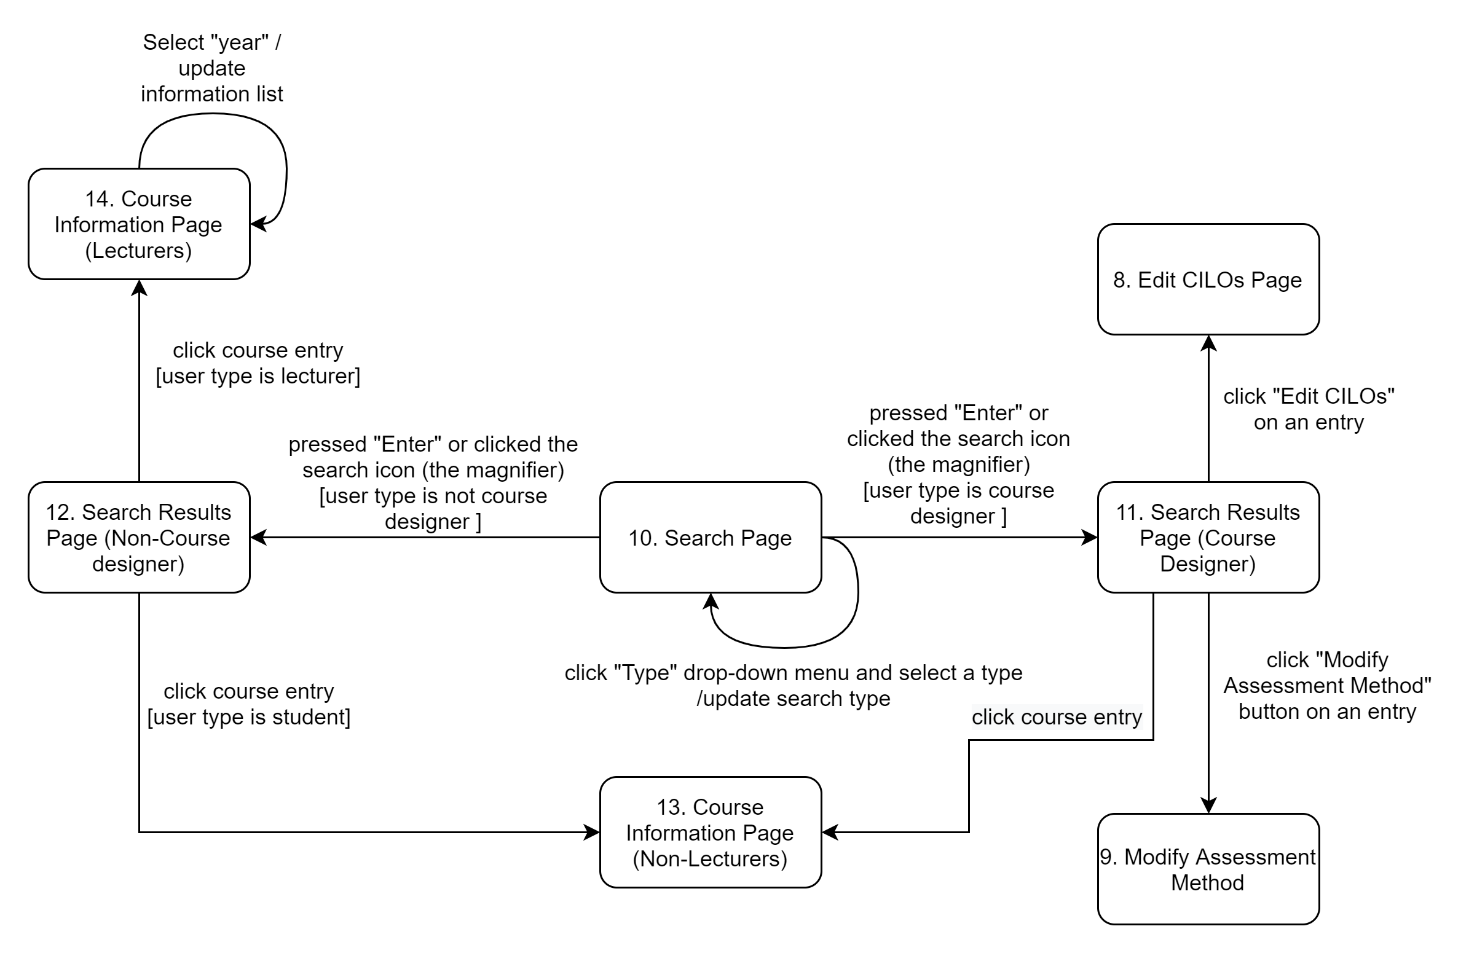 Select "year" /
update
information list
14. Course
Information Page
(Lecturers)
8. Edit CILOs Page
click course entry
[user type is lecturer]
click "Edit CILOs"
on an entry
pressed "Enter" or clicked the
search icon (the magnifier)
[user type is not course
designer ]
pressed "Enter" or
clicked the search icon
(the magnifier)
[user type is course
designer ]
12. Search Results
Page (Non-Course
designer)
10. Search Page
11. Search Results
Page (Course
Designer)
click "Type" drop-down menu and select a type
/update search type
click course entry
[user type is student]
click course entry
click "Modify
Assessment Method"
button on an entry
13. Course
Information Page
(Non-Lecturers)
9. Modify Assessment
Method